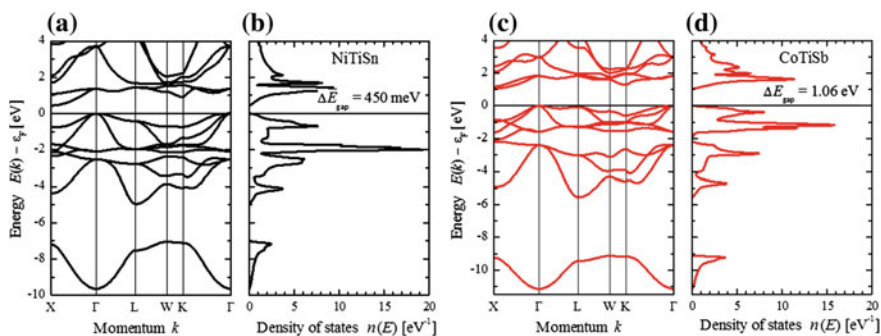 (a)
(b)
NiTiSn
ΔE_gap = 450 meV
4
2
0
-2
-4
-6
-8
-10
Energy E(k) − ε_F [eV]
X Γ L W K Γ
Momentum k
0 5 10 15 20
Density of states n(E) [eV⁻¹]
(c)
(d)
CoTiSb
ΔE_gap = 1.06 eV
4
2
0
-2
-4
-6
-8
-10
Energy E(k) − ε_F [eV]
X Γ L W K Γ
Momentum k
0 5 10 15 20
Density of states n(E) [eV⁻¹]